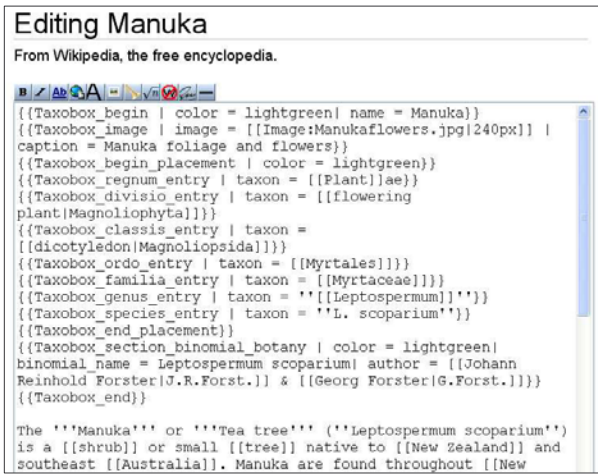 Editing Manuka
From Wikipedia, the free encyclopedia.
B I Ab A √n W
{{Taxobox_begin | color = lightgreen| name = Manuka}}
{{Taxobox_image | image = [[Image:Manukaflowers.jpg|240px]] |
caption = Manuka foliage and flowers}}
{{Taxobox_begin_placement | color = lightgreen}}
{{Taxobox_regnum_entry | taxon = [[Plant]]ae}}
{{Taxobox_divisio_entry | taxon = [[flowering
plant|Magnoliophyta]]}}
{{Taxobox_classis_entry | taxon =
[[dicotyledon|Magnoliopsida]]}}
{{Taxobox_ordo_entry | taxon = [[Myrtales]]}}
{{Taxobox_familia_entry | taxon = [[Myrtaceae]]}}
{{Taxobox_genus_entry | taxon = ''[[Leptospermum]]''}}
{{Taxobox_species_entry | taxon = ''L. scoparium''}}
{{Taxobox_end_placement}}
{{Taxobox_section_binomial_botany | color = lightgreen|
binomial_name = Leptospermum scoparium| author = [[Johann
Reinhold Forster|J.R.Forst.]] & [[Georg Forster|G.Forst.]]}}
{{Taxobox_end}}
The '''Manuka''' or '''Tea tree''' (''Leptospermum scoparium'')
is a [[shrub]] or small [[tree]] native to [[New Zealand]] and
southeast [[Australia]]. Manuka are found throughout [[New